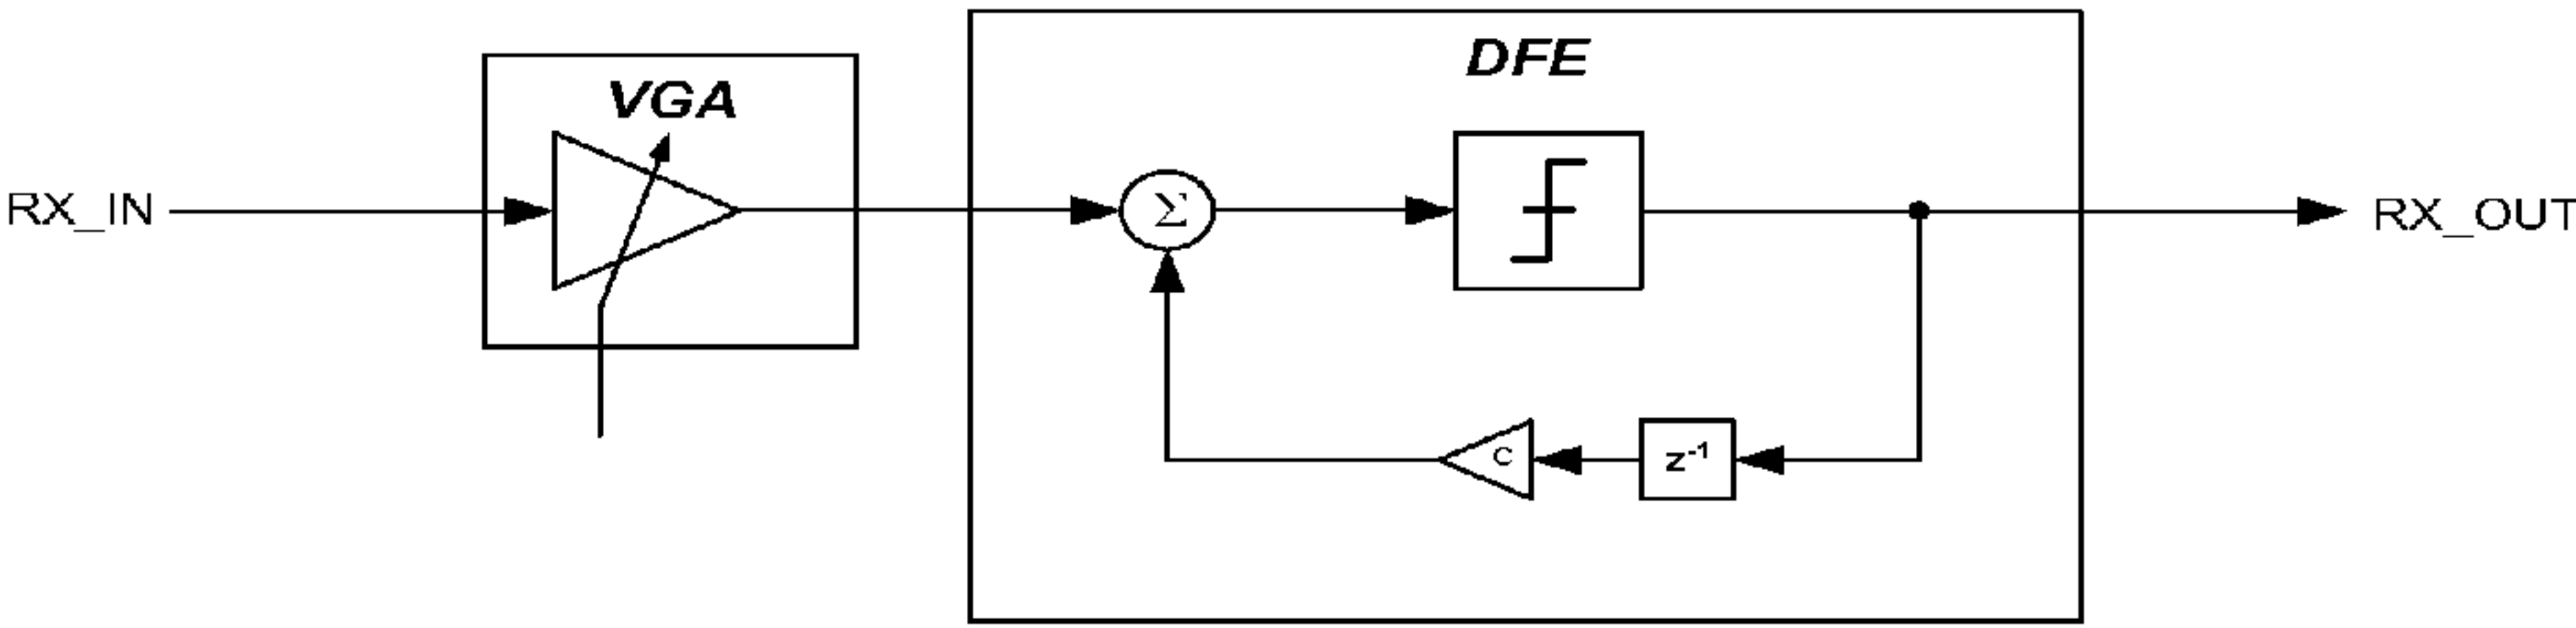 DFE
VGA
RX_IN
Σ
RX_OUT
c
z⁻¹